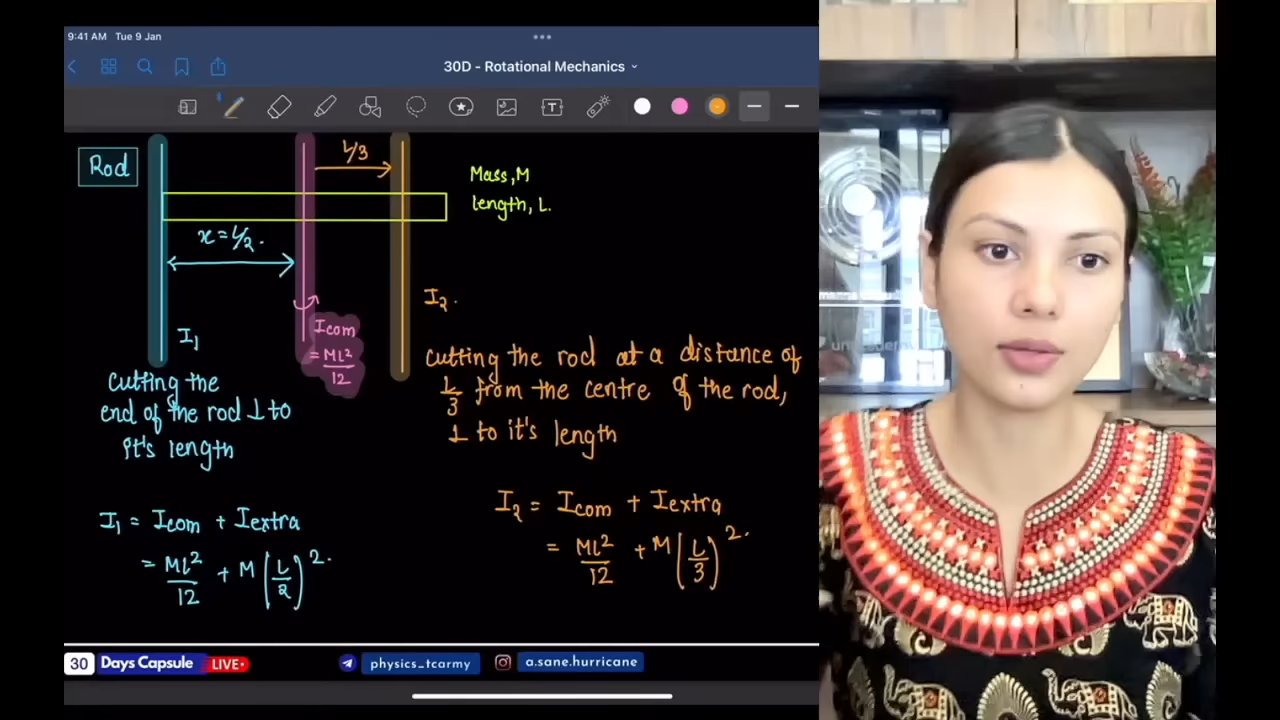 9:41 AM Tue 9 Jan
30D - Rotational Mechanics
Rod
L/3
Mass, M
length, L.
x = L/2.
I₂.
I₁
Icom
= ML²/12
cutting the
end of the rod ⊥ to
it's length
cutting the rod at a distance of
L/3 from the centre of the rod,
⊥ to it's length
I₁ = Icom + Iextra
= ML²/12 + M(L/2)².
I₂ = Icom + Iextra
= ML²/12 + M(L/3)².
30 Days Capsule LIVE
physics_tcarmy
a.sane.hurricane